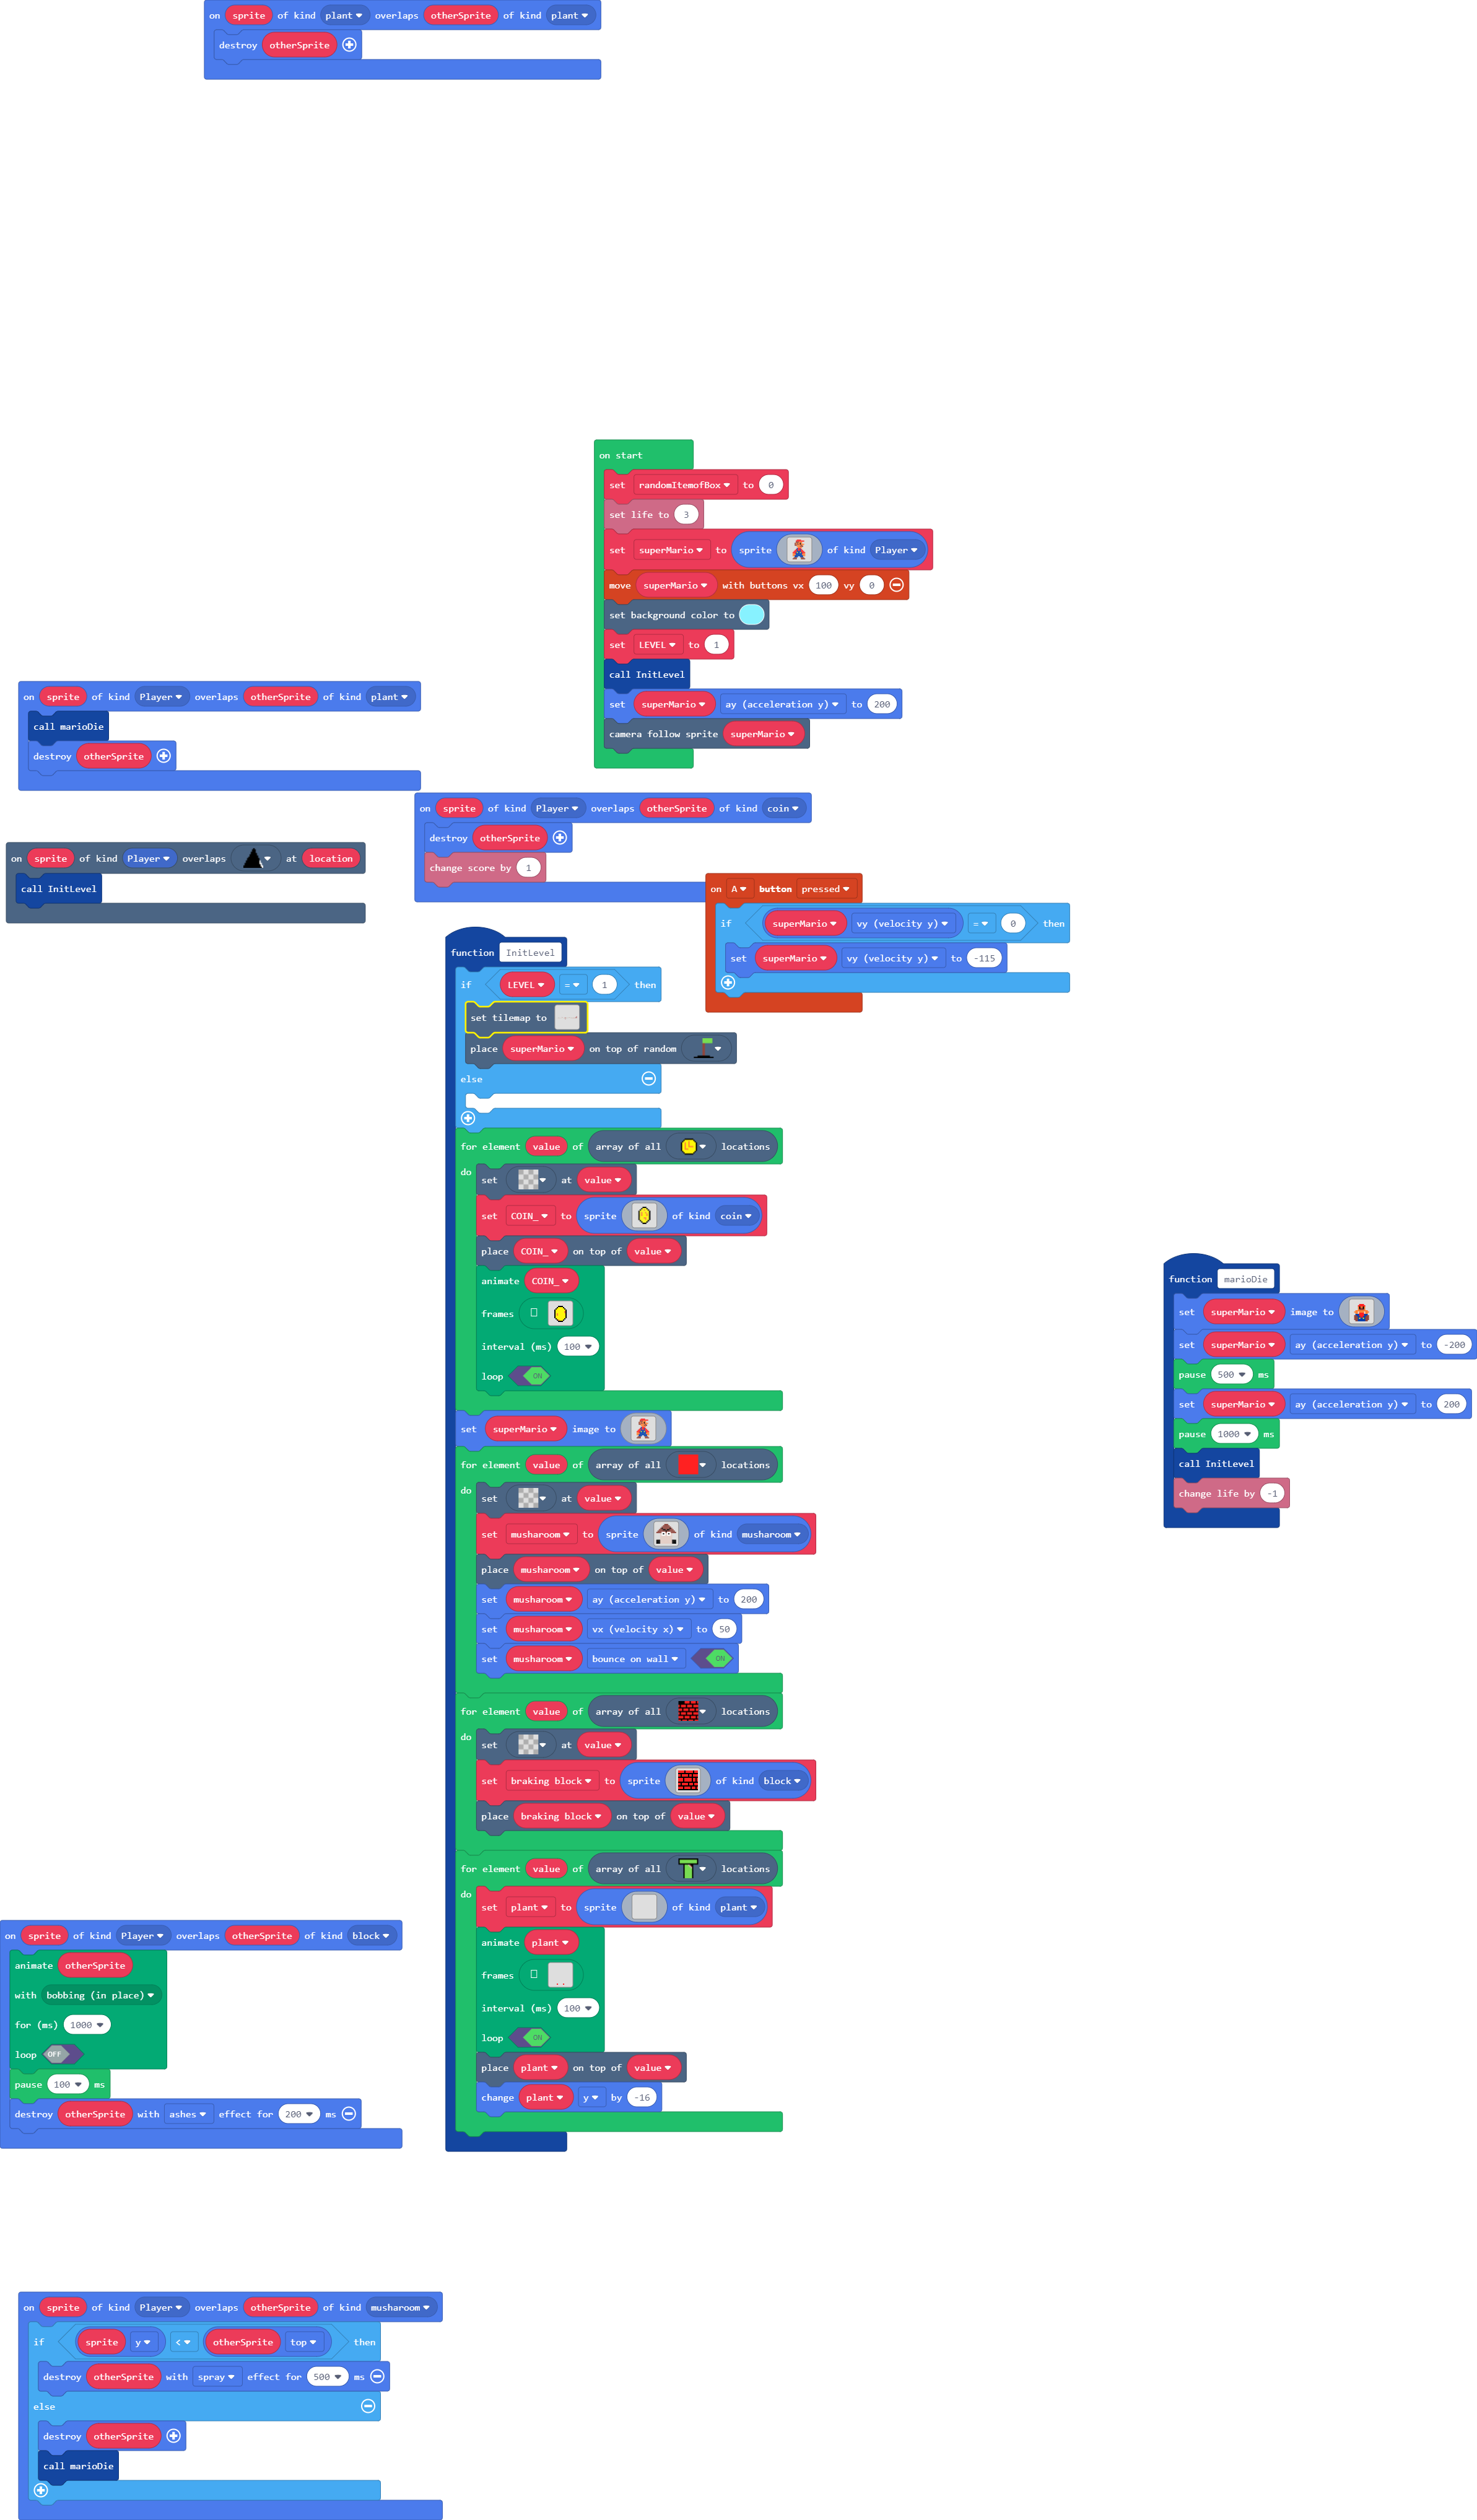 on sprite of kind plant overlaps otherSprite of kind plant
destroy otherSprite
on start
set randomItemofBox to 0
set life to 3
set superMario to sprite of kind Player
move superMario with buttons vx 100 vy 0
set background color to
set LEVEL to 1
call InitLevel
set superMario ay (acceleration y) to 200
camera follow sprite superMario
on sprite of kind Player overlaps otherSprite of kind plant
call marioDie
destroy otherSprite
on sprite of kind Player overlaps otherSprite of kind coin
destroy otherSprite
change score by 1
on sprite of kind Player overlaps at location
call InitLevel
on A button pressed
if superMario vy (velocity y) = 0 then
set superMario vy (velocity y) to -115
function InitLevel
if LEVEL = 1 then
set tilemap to
place superMario on top of random
else
for element value of array of all locations
do
set at value
set COIN_ to sprite of kind coin
place COIN_ on top of value
animate COIN_
frames
interval (ms) 100
loop ON
set superMario image to
for element value of array of all locations
do
set at value
set musharoom to sprite of kind musharoom
place musharoom on top of value
set musharoom ay (acceleration y) to 200
set musharoom vx (velocity x) to 50
set musharoom bounce on wall ON
for element value of array of all locations
do
set at value
set braking block to sprite of kind block
place braking block on top of value
for element value of array of all locations
do
set plant to sprite of kind plant
animate plant
frames
interval (ms) 100
loop ON
place plant on top of value
change plant y by -16
function marioDie
set superMario image to
set superMario ay (acceleration y) to -200
pause 500 ms
set superMario ay (acceleration y) to 200
pause 1000 ms
call InitLevel
change life by -1
on sprite of kind Player overlaps otherSprite of kind block
animate otherSprite
with bobbing (in place)
for (ms) 1000
loop OFF
pause 100 ms
destroy otherSprite with ashes effect for 200 ms
on sprite of kind Player overlaps otherSprite of kind musharoom
if sprite y < otherSprite top then
destroy otherSprite with spray effect for 500 ms
else
destroy otherSprite
call marioDie